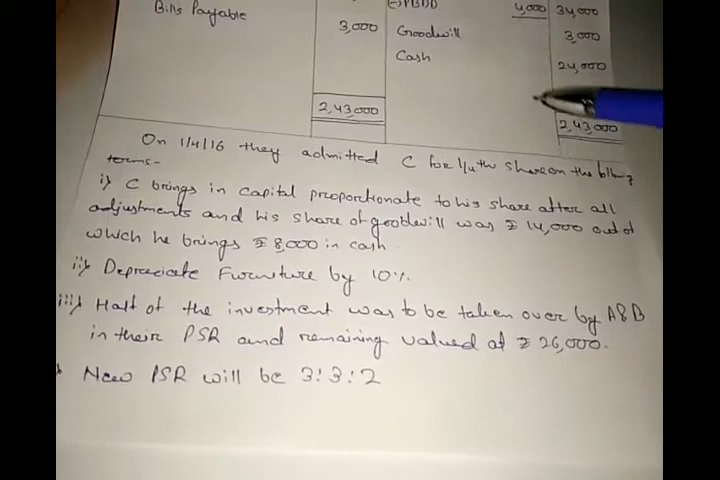 (-) PBDD 4,000 34,000
Bills Payable 3,000 Goodwill 3,000
Cash 24,000
2,43,000 2,43,000
On 1/4/16 they admitted C for 1/4th share on the
terms-
i) C brings in capital proportionate to his share after all
adjustments and his share of goodwill was ₹ 14,000 out of
which he brings ₹ 8,000 in cash
ii) Depreciate Furniture by 10%.
iii) Half of the investment was to be taken over by A&B
in their PSR and remaining valued at ₹ 26,000.
New PSR will be 3:3:2